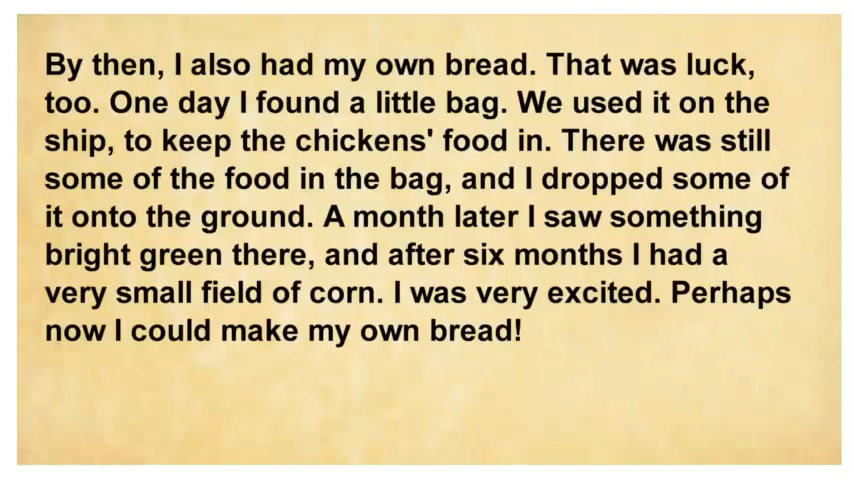 By then, I also had my own bread. That was luck,
too. One day I found a little bag. We used it on the
ship, to keep the chickens' food in. There was still
some of the food in the bag, and I dropped some of
it onto the ground. A month later I saw something
bright green there, and after six months I had a
very small field of corn. I was very excited. Perhaps
now I could make my own bread!